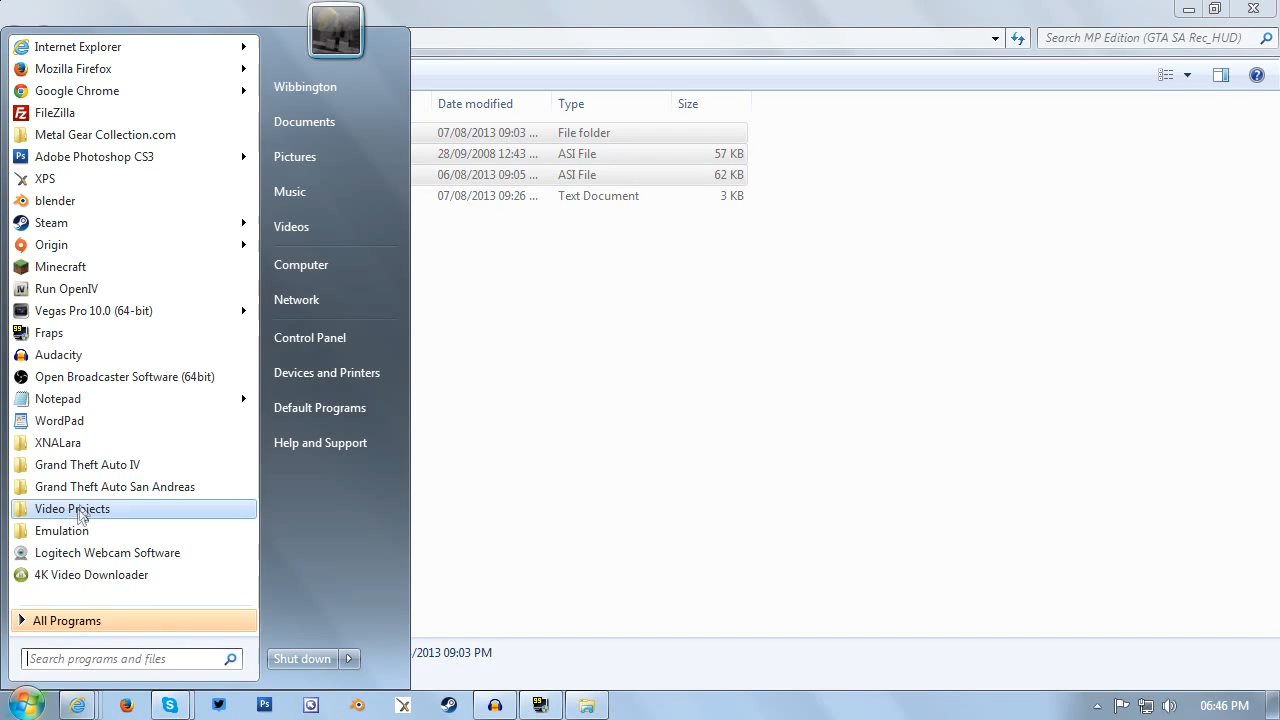 Search MP Edition (GTA SA Rec. HUD)
Internet Explorer
Mozilla Firefox
Google Chrome
FileZilla
Metal Gear Collection.com
Adobe Photoshop CS3
XPS
blender
Steam
Origin
Minecraft
Run OpenIV
Vegas Pro 10.0 (64-bit)
Fraps
Audacity
Open Broadcaster Software (64bit)
Notepad
WordPad
XNALara
Grand Theft Auto IV
Grand Theft Auto San Andreas
Video Projects
Emulation
Logitech Webcam Software
4K Video Downloader
All Programs
Search programs and files
Wibbington
Documents
Pictures
Music
Videos
Computer
Network
Control Panel
Devices and Printers
Default Programs
Help and Support
Shut down
Date modified Type Size
07/08/2013 09:03 ... File folder
28/09/2008 12:43 ... ASI File 57 KB
06/08/2013 09:05 ... ASI File 62 KB
07/08/2013 09:26 ... Text Document 3 KB
/2013 09:03 PM
06:46 PM